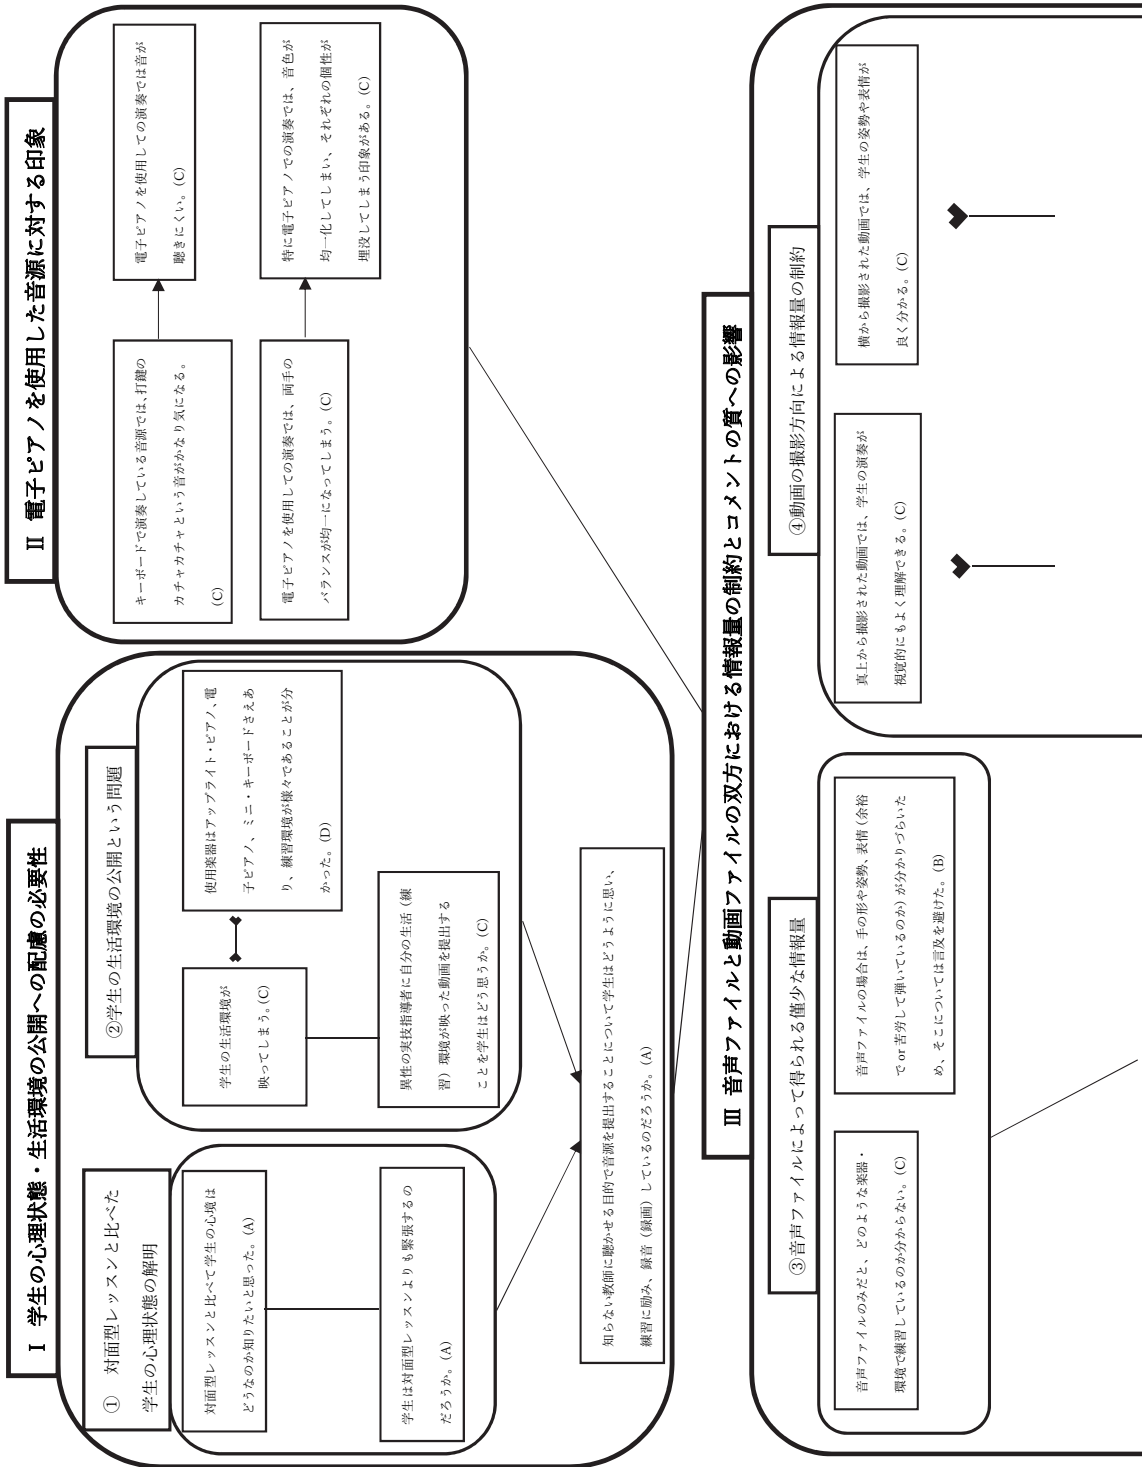 Ⅰ 学生の心理状態・生活環境の公開への配慮の必要性
① 対面型レッスンと比べた
学生の心理状態の解明
対面型レッスンと比べて学生の心境は
どうなのか知りたいと思った。(A)
学生は対面型レッスンよりも緊張するの
だろうか。(A)
②学生の生活環境の公開という問題
学生の生活環境が
映ってしまう。(C)
使用楽器はアップライト・ピアノ、電
子ピアノ、ミニ・キーボードさえあ
り、練習環境が様々であることが分
かった。(D)
異性の実技指導者に自分の生活（練
習）環境が映った動画を提出する
ことを学生はどう思うか。(C)
知らない教師に聴かせる目的で音源を提出することについて学生はどうように思い、
練習に励み、録音（録画）しているのだろうか。(A)
Ⅱ 電子ピアノを使用した音源に対する印象
キーボードで演奏している音源では、打鍵の
カチャカチャという音がかなり気になる。
(C)
電子ピアノを使用しての演奏では音が
聴きにくい。(C)
電子ピアノを使用しての演奏では、両手の
バランスが均一になってしまう。(C)
特に電子ピアノでの演奏では、音色が
均一化してしまい、それぞれの個性が
埋没してしまう印象がある。(C)
Ⅲ 音声ファイルと動画ファイルの双方における情報量の制約とコメントの質への影響
③音声ファイルによって得られる僅少な情報量
音声ファイルのみだと、どのような楽器・
環境で練習しているのか分からない。(C)
音声ファイルの場合は、手の形や姿勢、表情（余裕
で or 苦労して弾いているのか）が分かりづらいた
め、そこについては言及を避けた。(B)
④動画の撮影方向による情報量の制約
真上から撮影された動画では、学生の演奏が
視覚的にもよく理解できる。(C)
横から撮影された動画では、学生の姿勢や表情が
良く分かる。(C)